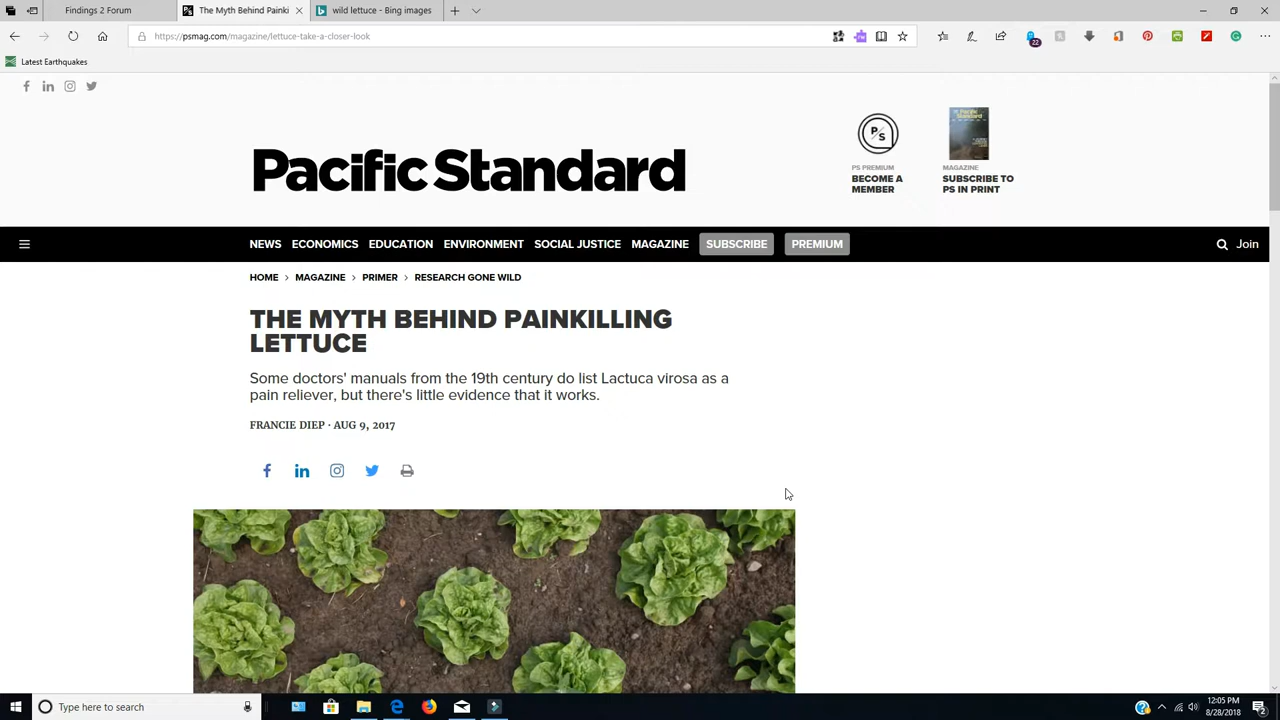 Findings 2 Forum
The Myth Behind Painki
wild lettuce - Bing images
https://psmag.com/magazine/lettuce-take-a-closer-look
22
Latest Earthquakes
Pacific Standard
P/S
PS PREMIUM
BECOME A
MEMBER
Pacific Standard
MAGAZINE
SUBSCRIBE TO
PS IN PRINT
NEWS ECONOMICS EDUCATION ENVIRONMENT SOCIAL JUSTICE MAGAZINE SUBSCRIBE PREMIUM Join
HOME > MAGAZINE > PRIMER > RESEARCH GONE WILD
THE MYTH BEHIND PAINKILLING
LETTUCE
Some doctors' manuals from the 19th century do list Lactuca virosa as a
pain reliever, but there's little evidence that it works.
FRANCIE DIEP · AUG 9, 2017
Type here to search
12:05 PM
8/28/2018